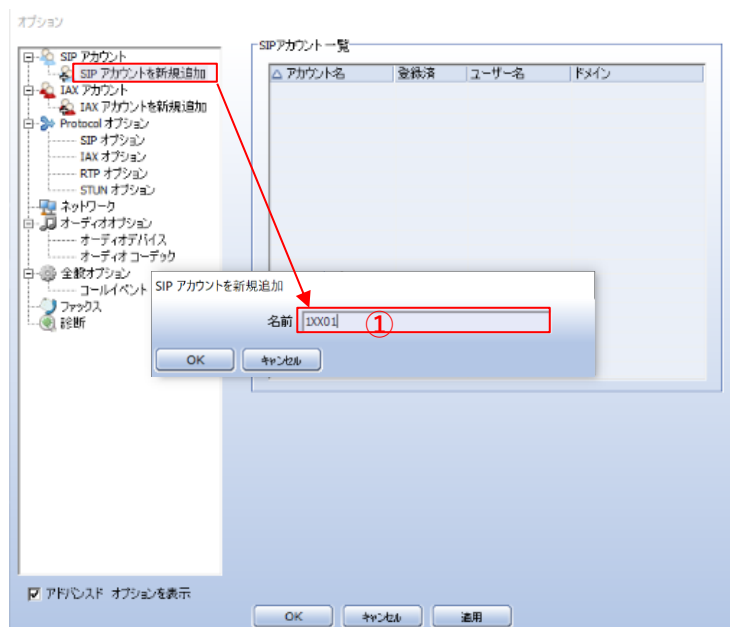 オプション
SIP アカウント
SIP アカウントを新規追加
IAX アカウント
IAX アカウントを新規追加
Protocol オプション
SIP オプション
IAX オプション
RTP オプション
STUN オプション
ネットワーク
オーディオオプション
オーディオデバイス
オーディオ コーデック
全般オプション
コールイベント
ファックス
診断
アドバンスド オプションを表示
SIPアカウント一覧
アカウント名 登録済 ユーザー名 ドメイン
SIP アカウントを新規追加
名前 1XX01 ①
OK キャンセル
OK キャンセル 適用